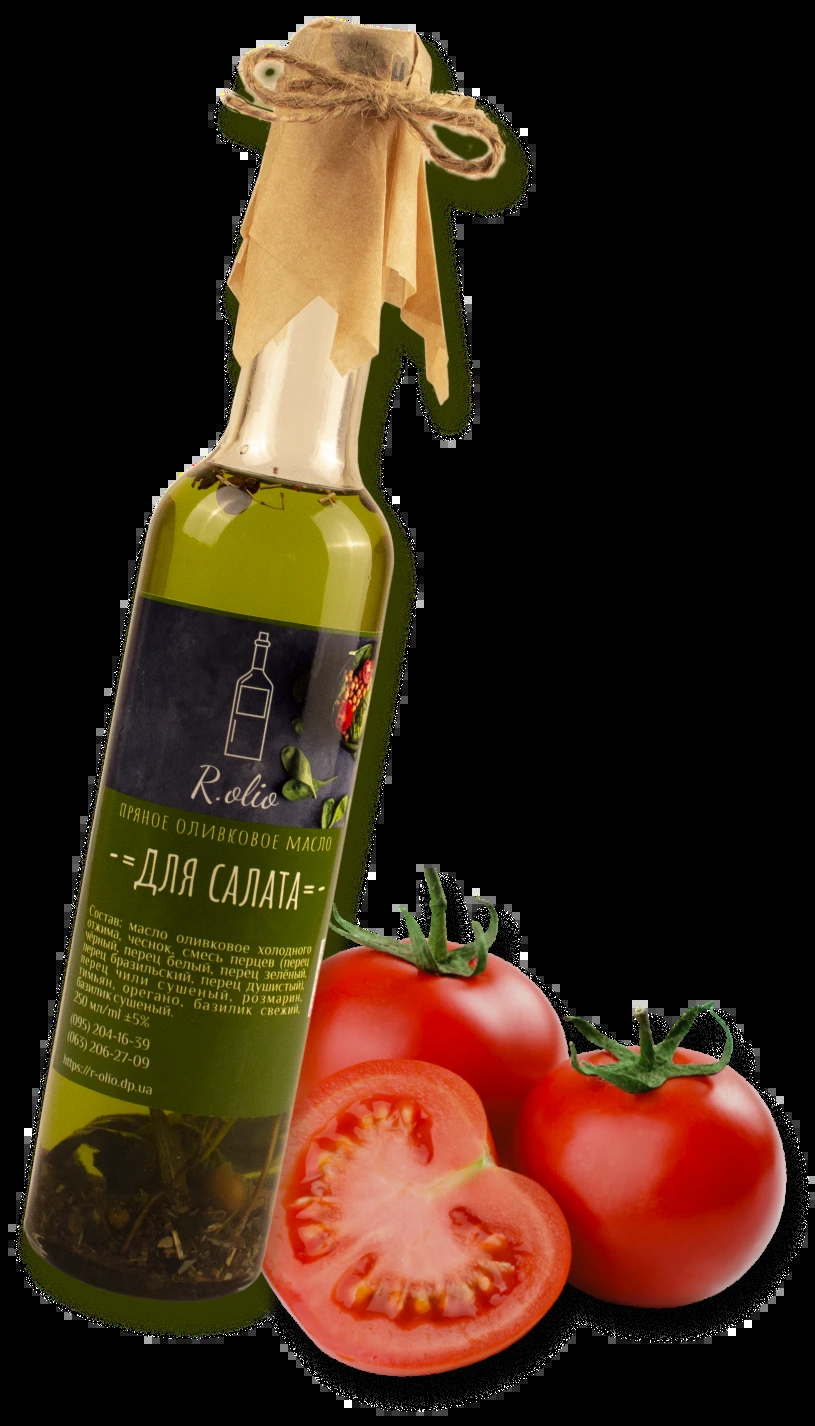 R.olio
ПРЯНОЕ ОЛИВКОВОЕ МАСЛО
-=ДЛЯ САЛАТА=-
Состав: масло оливковое холодного
отжима, чеснок, смесь перцев (перец
чёрный, перец белый, перец зелёный,
перец бразильский, перец душистый),
перец чили сушеный, розмарин,
тимьян, орегано, базилик свежий,
базилик сушеный.
250 мл/ml ±5%
(095) 204-16-39
(063) 206-27-09
https://r-olio.dp.ua